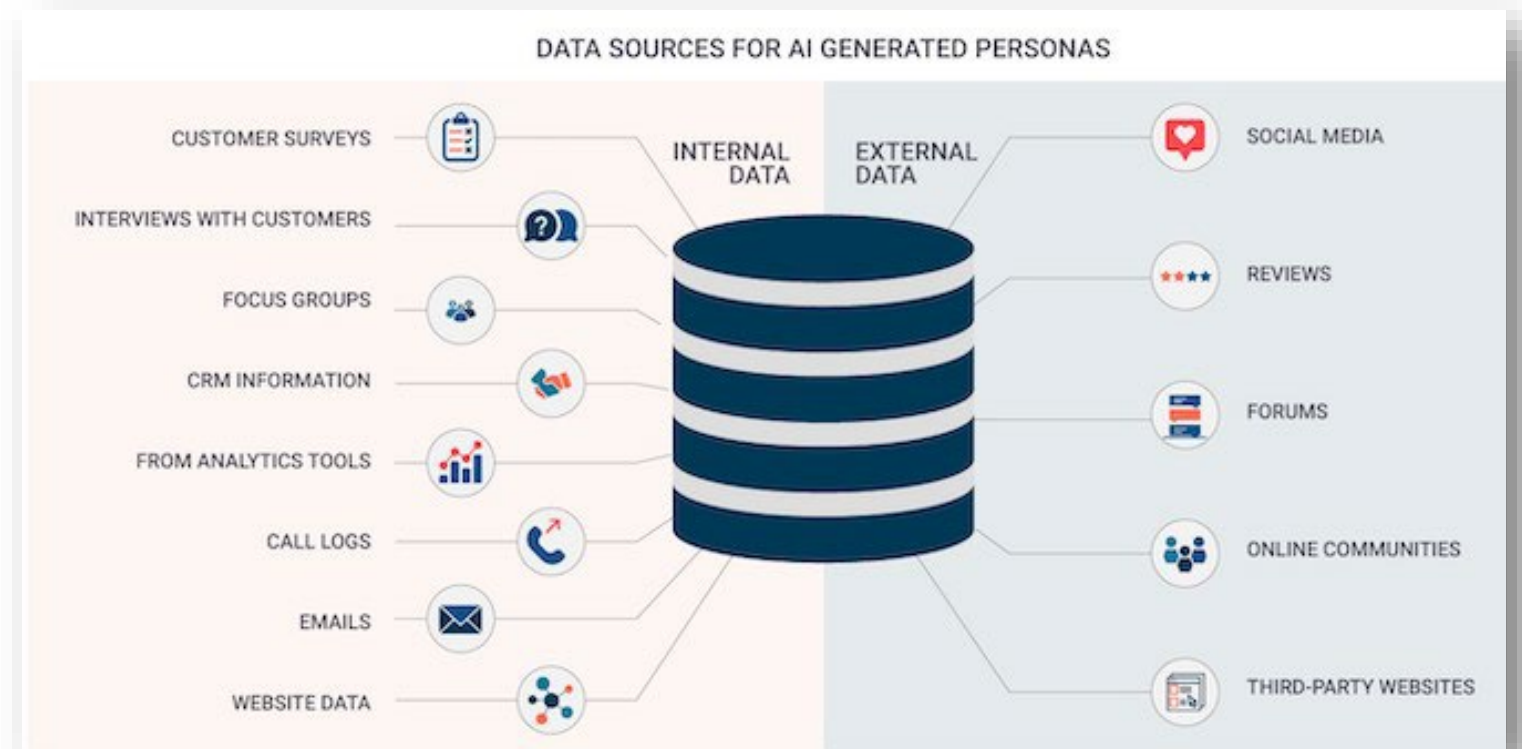 DATA SOURCES FOR AI GENERATED PERSONAS
INTERNAL
DATA
CUSTOMER SURVEYS
INTERVIEWS WITH CUSTOMERS
FOCUS GROUPS
CRM INFORMATION
FROM ANALYTICS TOOLS
CALL LOGS
EMAILS
WEBSITE DATA
EXTERNAL
DATA
SOCIAL MEDIA
REVIEWS
FORUMS
ONLINE COMMUNITIES
THIRD-PARTY WEBSITES